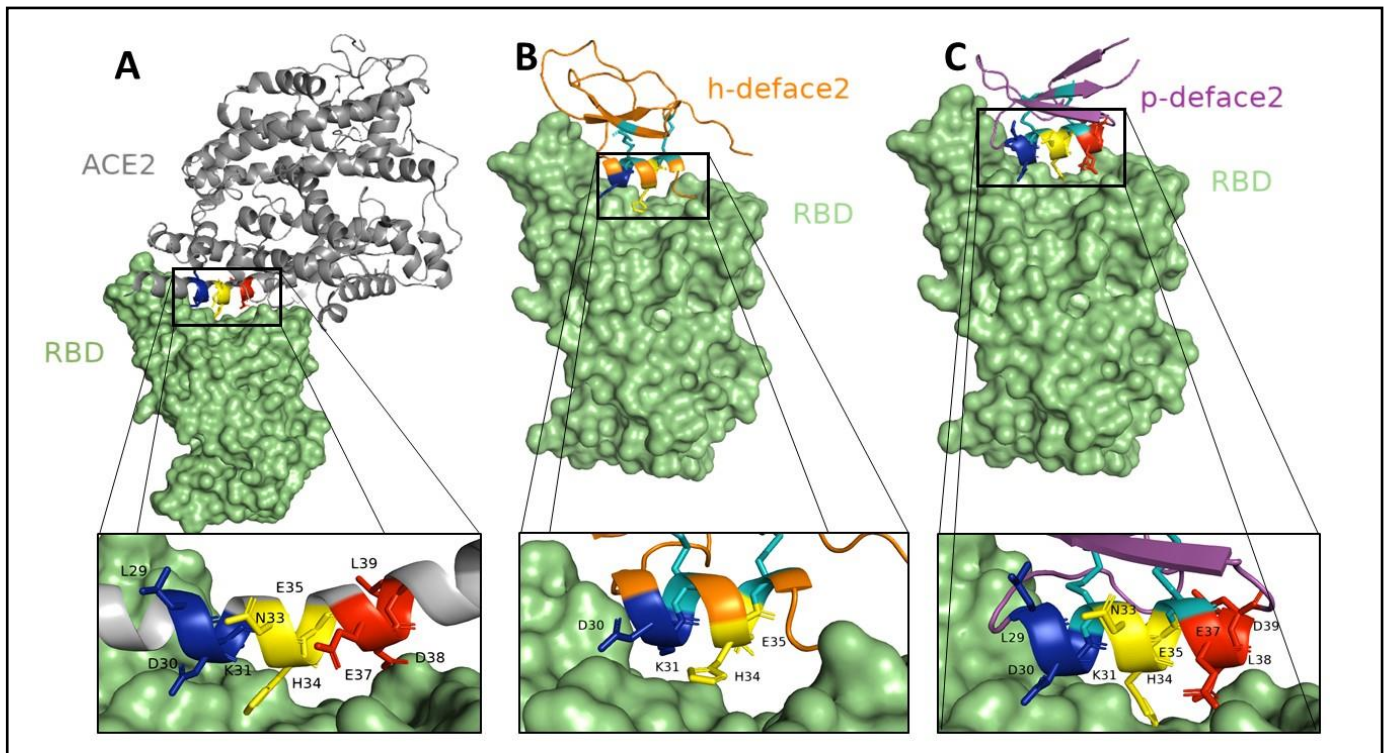 A
B
C
h-deface2
p-deface2
ACE2
RBD
RBD
RBD
L29
D30
K31
N33
H34
E35
E37
D38
L39
D30
K31
H34
E35
L29
D30
K31
N33
H34
E35
E37
L38
D39